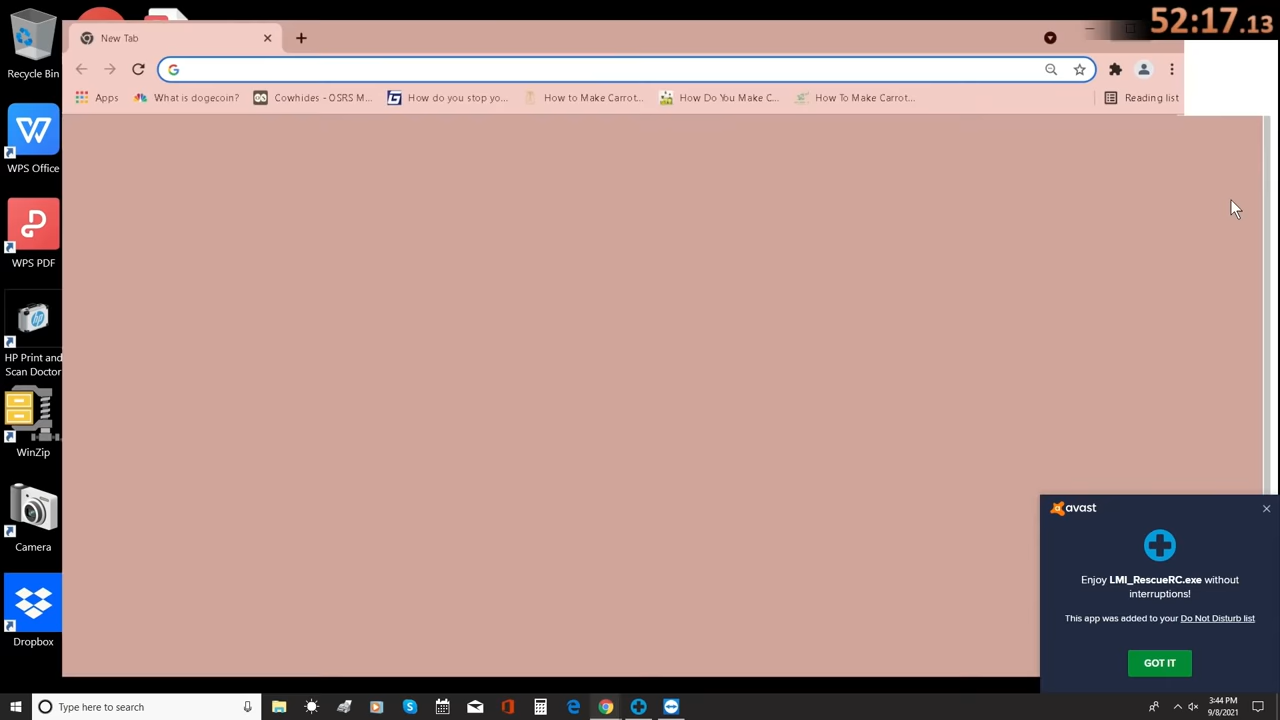 52:17.13
New Tab
Recycle Bin
Apps
What is dogecoin?
Cowhides - OSRS M...
How do you stop yo...
How to Make Carrot...
How Do You Make C...
How To Make Carrot...
Reading list
WPS Office
WPS PDF
HP Print and
Scan Doctor
WinZip
Camera
Dropbox
avast
Enjoy LMI_RescueRC.exe without
interruptions!
This app was added to your Do Not Disturb list
GOT IT
Type here to search
3:44 PM
9/8/2021